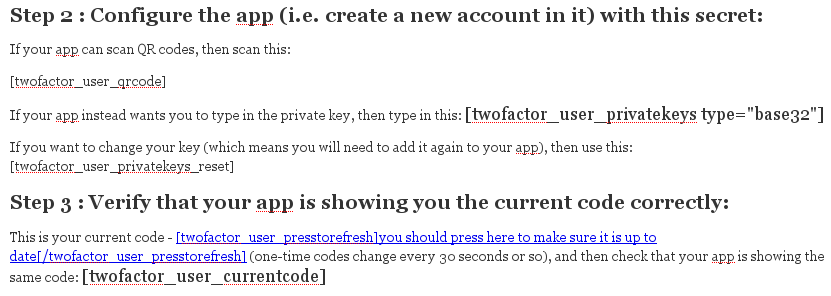 Step 2 : Configure the app (i.e. create a new account in it) with this secret:
If your app can scan QR codes, then scan this:
[twofactor_user_qrcode]
If your app instead wants you to type in the private key, then type in this: [twofactor_user_privatekeys type="base32"]
If you want to change your key (which means you will need to add it again to your app), then use this:
[twofactor_user_privatekeys_reset]
Step 3 : Verify that your app is showing you the current code correctly:
This is your current code - [twofactor_user_presstorefresh]you should press here to make sure it is up to
date[/twofactor_user_presstorefresh] (one-time codes change every 30 seconds or so), and then check that your app is showing the
same code: [twofactor_user_currentcode]